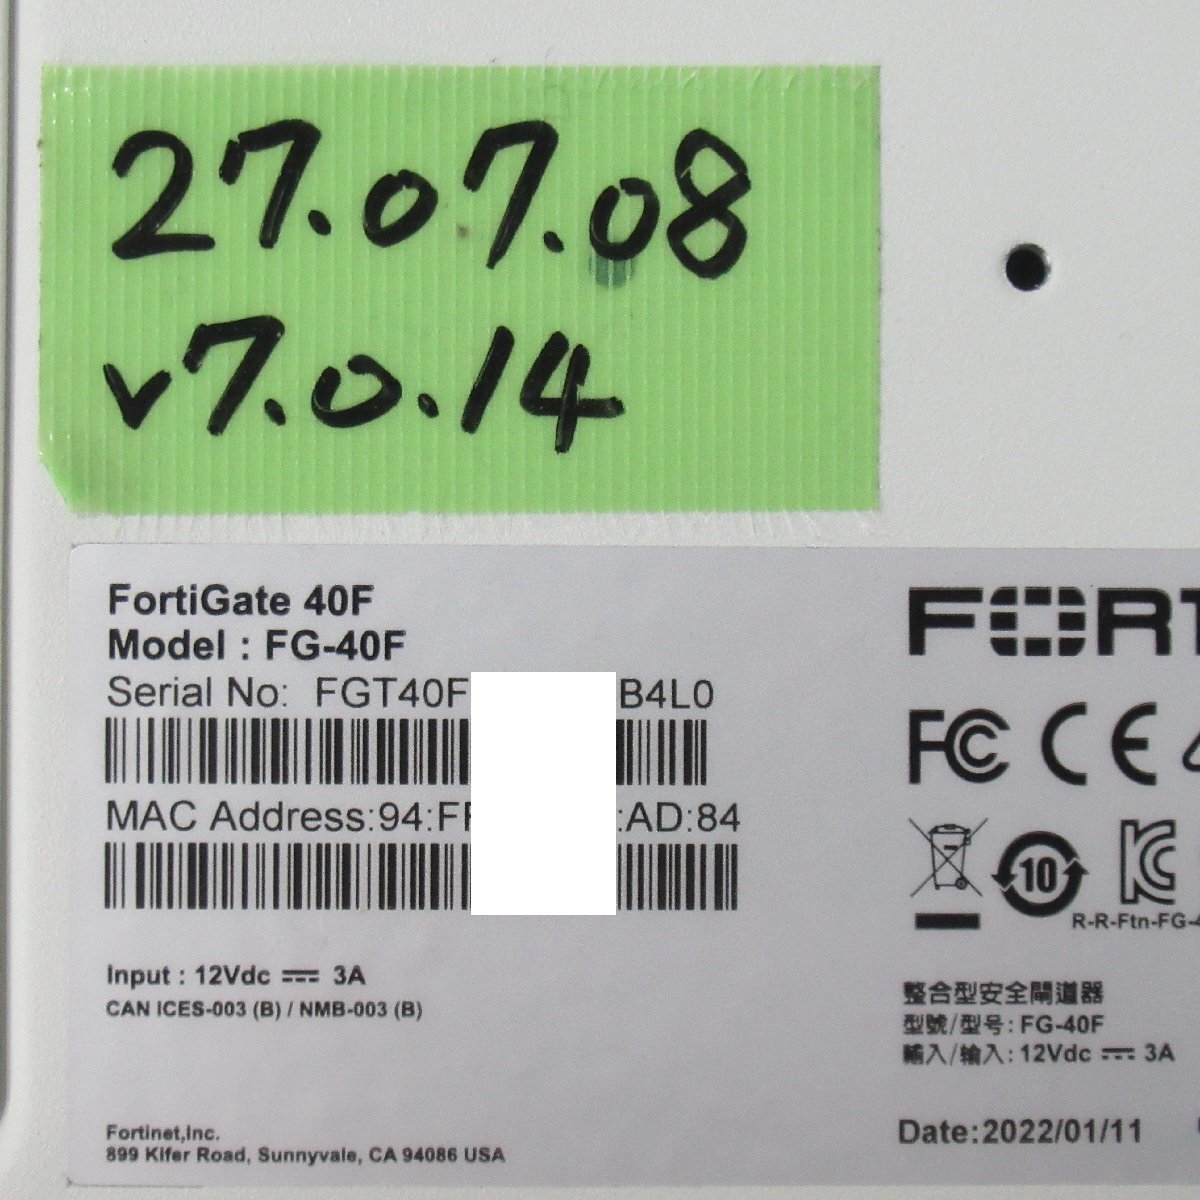 27.07.08
v7.0.14
FortiGate 40F
Model : FG-40F
Serial No: FGT40F B4L0
MAC Address:94:F :AD:84
Input : 12Vdc 3A
CAN ICES-003 (B) / NMB-003 (B)
Fortinet,Inc.
899 Kifer Road, Sunnyvale, CA 94086 USA
FORT
FC CE
10
R-R-Ftn-FG-4
整合型安全閘道器
型號/型号: FG-40F
輸入/输入: 12Vdc 3A
Date:2022/01/11